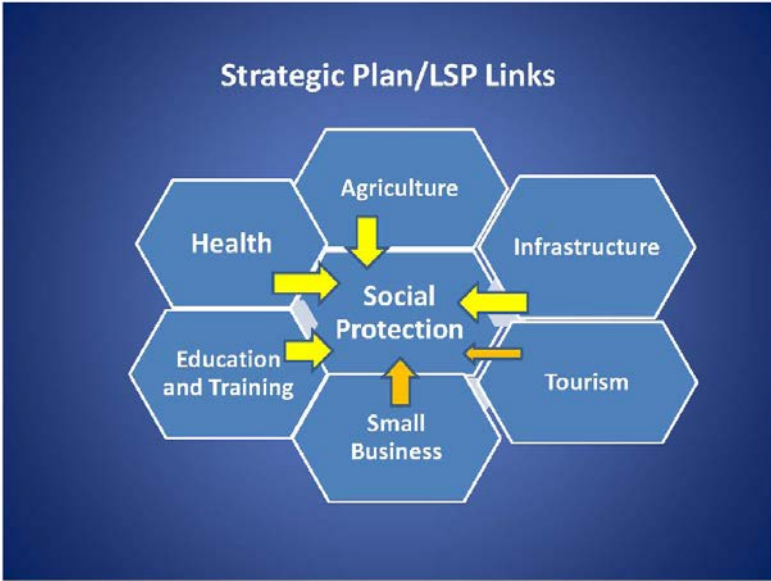 Strategic Plan/LSP Links
Agriculture
Health
Infrastructure
Social
Protection
Education
and Training
Tourism
Small
Business